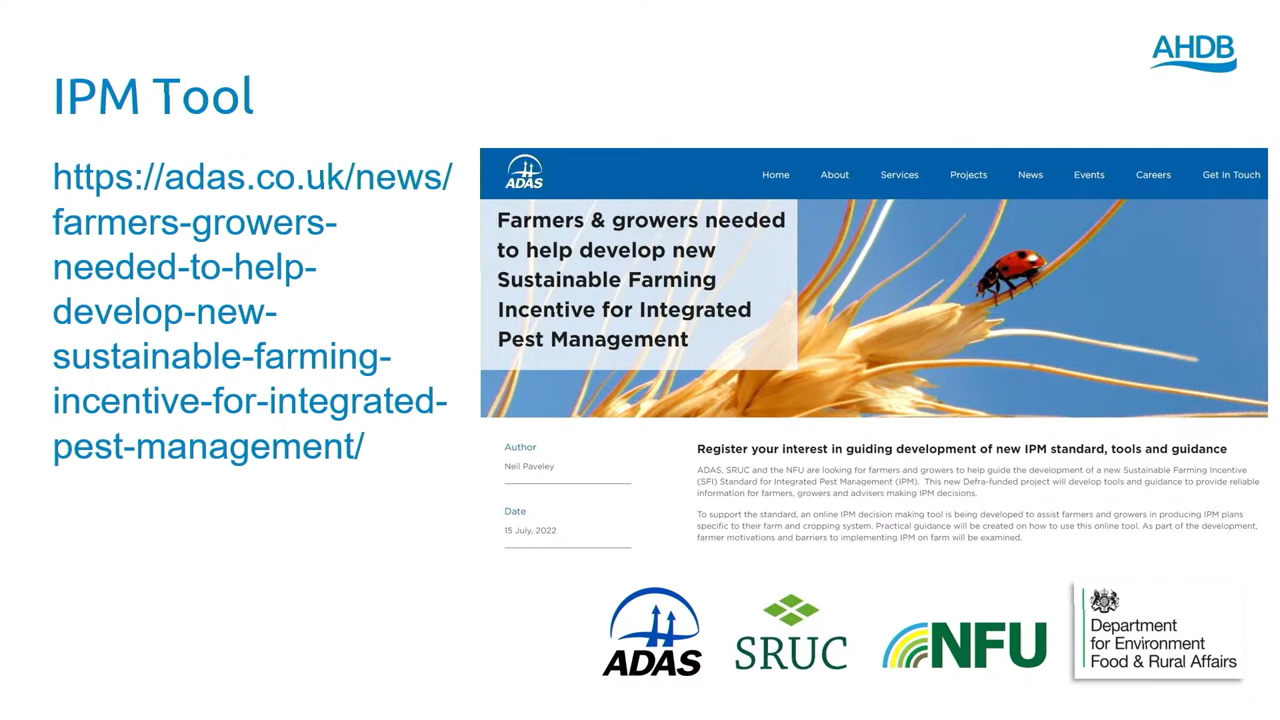 AHDB
IPM Tool
https://adas.co.uk/news/
farmers-growers-
needed-to-help-
develop-new-
sustainable-farming-
incentive-for-integrated-
pest-management/
ADAS
Home About Services Projects News Events Careers Get In Touch
Farmers & growers needed
to help develop new
Sustainable Farming
Incentive for Integrated
Pest Management
Author
Neil Paveley
Date
15 July, 2022
Register your interest in guiding development of new IPM standard, tools and guidance
ADAS, SRUC and the NFU are looking for farmers and growers to help guide the development of a new Sustainable Farming Incentive
(SFI) Standard for Integrated Pest Management (IPM). This new Defra-funded project will develop tools and guidance to provide reliable
information for farmers, growers and advisers making IPM decisions.
To support the standard, an online IPM decision making tool is being developed to assist farmers and growers in producing IPM plans
specific to their farm and cropping system. Practical guidance will be created on how to use this online tool. As part of the development,
farmer motivations and barriers to implementing IPM on farm will be examined.
ADAS
SRUC
NFU
Department
for Environment
Food & Rural Affairs